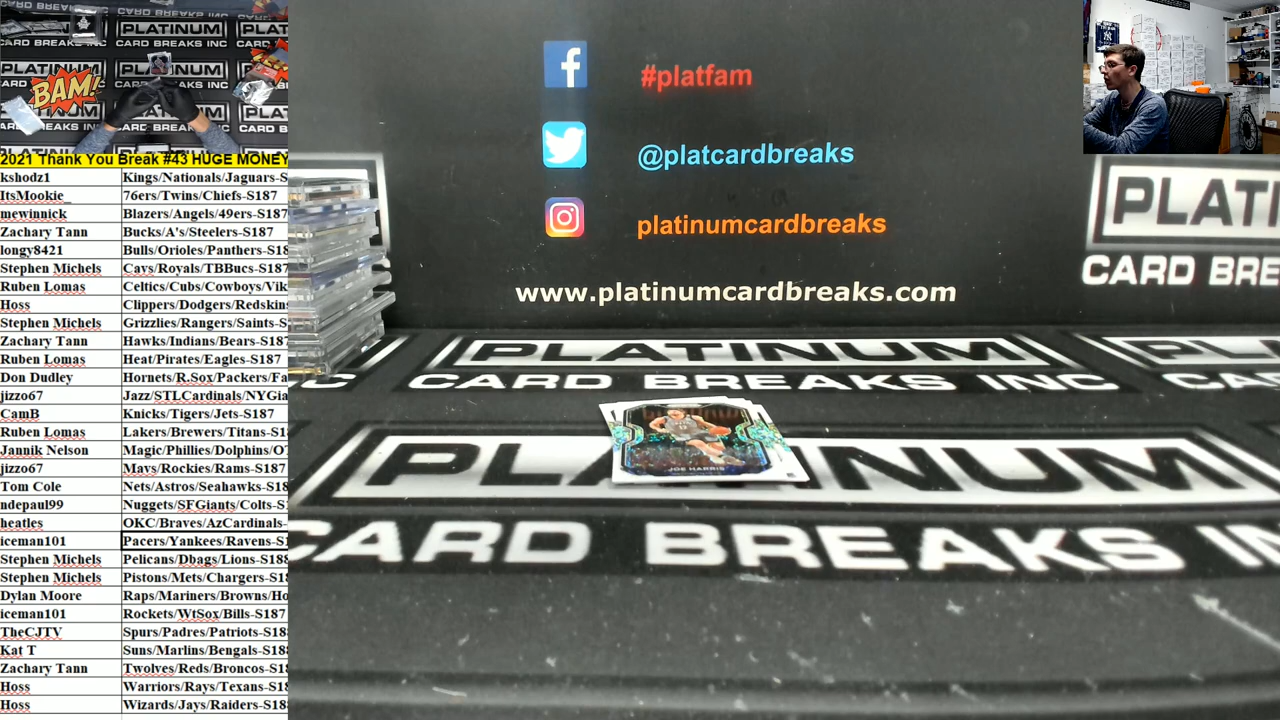 PLATINUM
CARD BREAKS INC
BAM!
2021 Thank You Break #43 HUGE MONEY
kshodz1 Kings/Nationals/Jaguars-S
ItsMookie_ 76ers/Twins/Chiefs-S187
mewinnick Blazers/Angels/49ers-S187
Zachary Tann Bucks/A's/Steelers-S187
longy8421 Bulls/Orioles/Panthers-S18
Stephen Michels Cavs/Royals/TBBucs-S187
Ruben Lomas Celtics/Cubs/Cowboys/Vik
Hoss Clippers/Dodgers/Redskin
Stephen Michels Grizzlies/Rangers/Saints-S
Zachary Tann Hawks/Indians/Bears-S187
Ruben Lomas Heat/Pirates/Eagles-S187
Don Dudley Hornets/R.Sox/Packers/Fa
jizzo67 Jazz/STLCardinals/NYGia
CamB Knicks/Tigers/Jets-S187
Ruben Lomas Lakers/Brewers/Titans-S1
Jannik Nelson Magic/Phillies/Dolphins/O
jizzo67 Mavs/Rockies/Rams-S187
Tom Cole Nets/Astros/Seahawks-S18
ndepaul99 Nuggets/SFGiants/Colts-S
heatles OKC/Braves/AzCardinals-
iceman101 Pacers/Yankees/Ravens-S1
Stephen Michels Pelicans/Dbags/Lions-S188
Stephen Michels Pistons/Mets/Chargers-S1
Dylan Moore Raps/Mariners/Browns/Ho
iceman101 Rockets/WtSox/Bills-S187
TheCJTV Spurs/Padres/Patriots-S18
Kat T Suns/Marlins/Bengals-S18
Zachary Tann Twolves/Reds/Broncos-S18
Hoss Warriors/Rays/Texans-S18
Hoss Wizards/Jays/Raiders-S18
#platfam
@platcardbreaks
platinumcardbreaks
www.platinumcardbreaks.com
PLATI
CARD BRE
PLATINUM
CARD BREAKS INC
JOE HARRIS
PLATINUM
CARD BREAKS IN